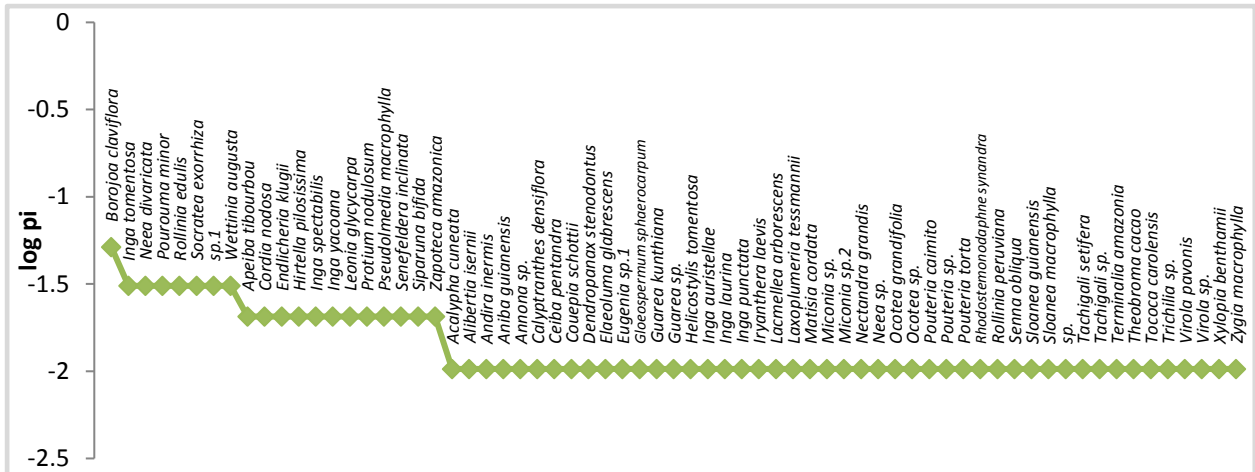 0
-0.5
-1
-1.5
-2
-2.5
log pi
Borojoa claviflora
Inga tomentosa
Neea divaricata
Pourouma minor
Rollinia edulis
Socratea exorrhiza
sp.1
Wettinia augusta
Apeiba tibourbou
Cordia nodosa
Endlicheria klugii
Hirtella pilosissima
Inga spectabilis
Inga yacoana
Leonia glycycarpa
Protium nodulosum
Pseudolmedia macrophylla
Senefeldera inclinata
Siparuna bifida
Zapoteca amazonica
Acalypha cuneata
Alibertia isernii
Andira inermis
Aniba guianensis
Annona sp.
Calyptranthes densiflora
Ceiba pentandra
Couepia schottii
Dendropanax stenodontus
Elaeoluma glabrescens
Eugenia sp.1
Gloeospermum sphaerocarpum
Guarea kunthiana
Guarea sp.
Helicostylis tomentosa
Inga auristellae
Inga laurina
Inga punctata
Iryanthera laevis
Lacmellea arborescens
Laxoplumeria tessmannii
Matisia cordata
Miconia sp.
Miconia sp.2
Nectandra grandis
Neea sp.
Ocotea grandifolia
Ocotea sp.
Pouteria caimito
Pouteria sp.
Pouteria torta
Rhodostemonodaphne synandra
Rollinia peruviana
Senna obliqua
Sloanea guianensis
Sloanea macrophylla
sp.
Tachigali setifera
Tachigali sp.
Terminalia amazonia
Theobroma cacao
Tococa carolensis
Trichilia sp.
Virola pavonis
Virola sp.
Xylopia benthamii
Zygia macrophylla